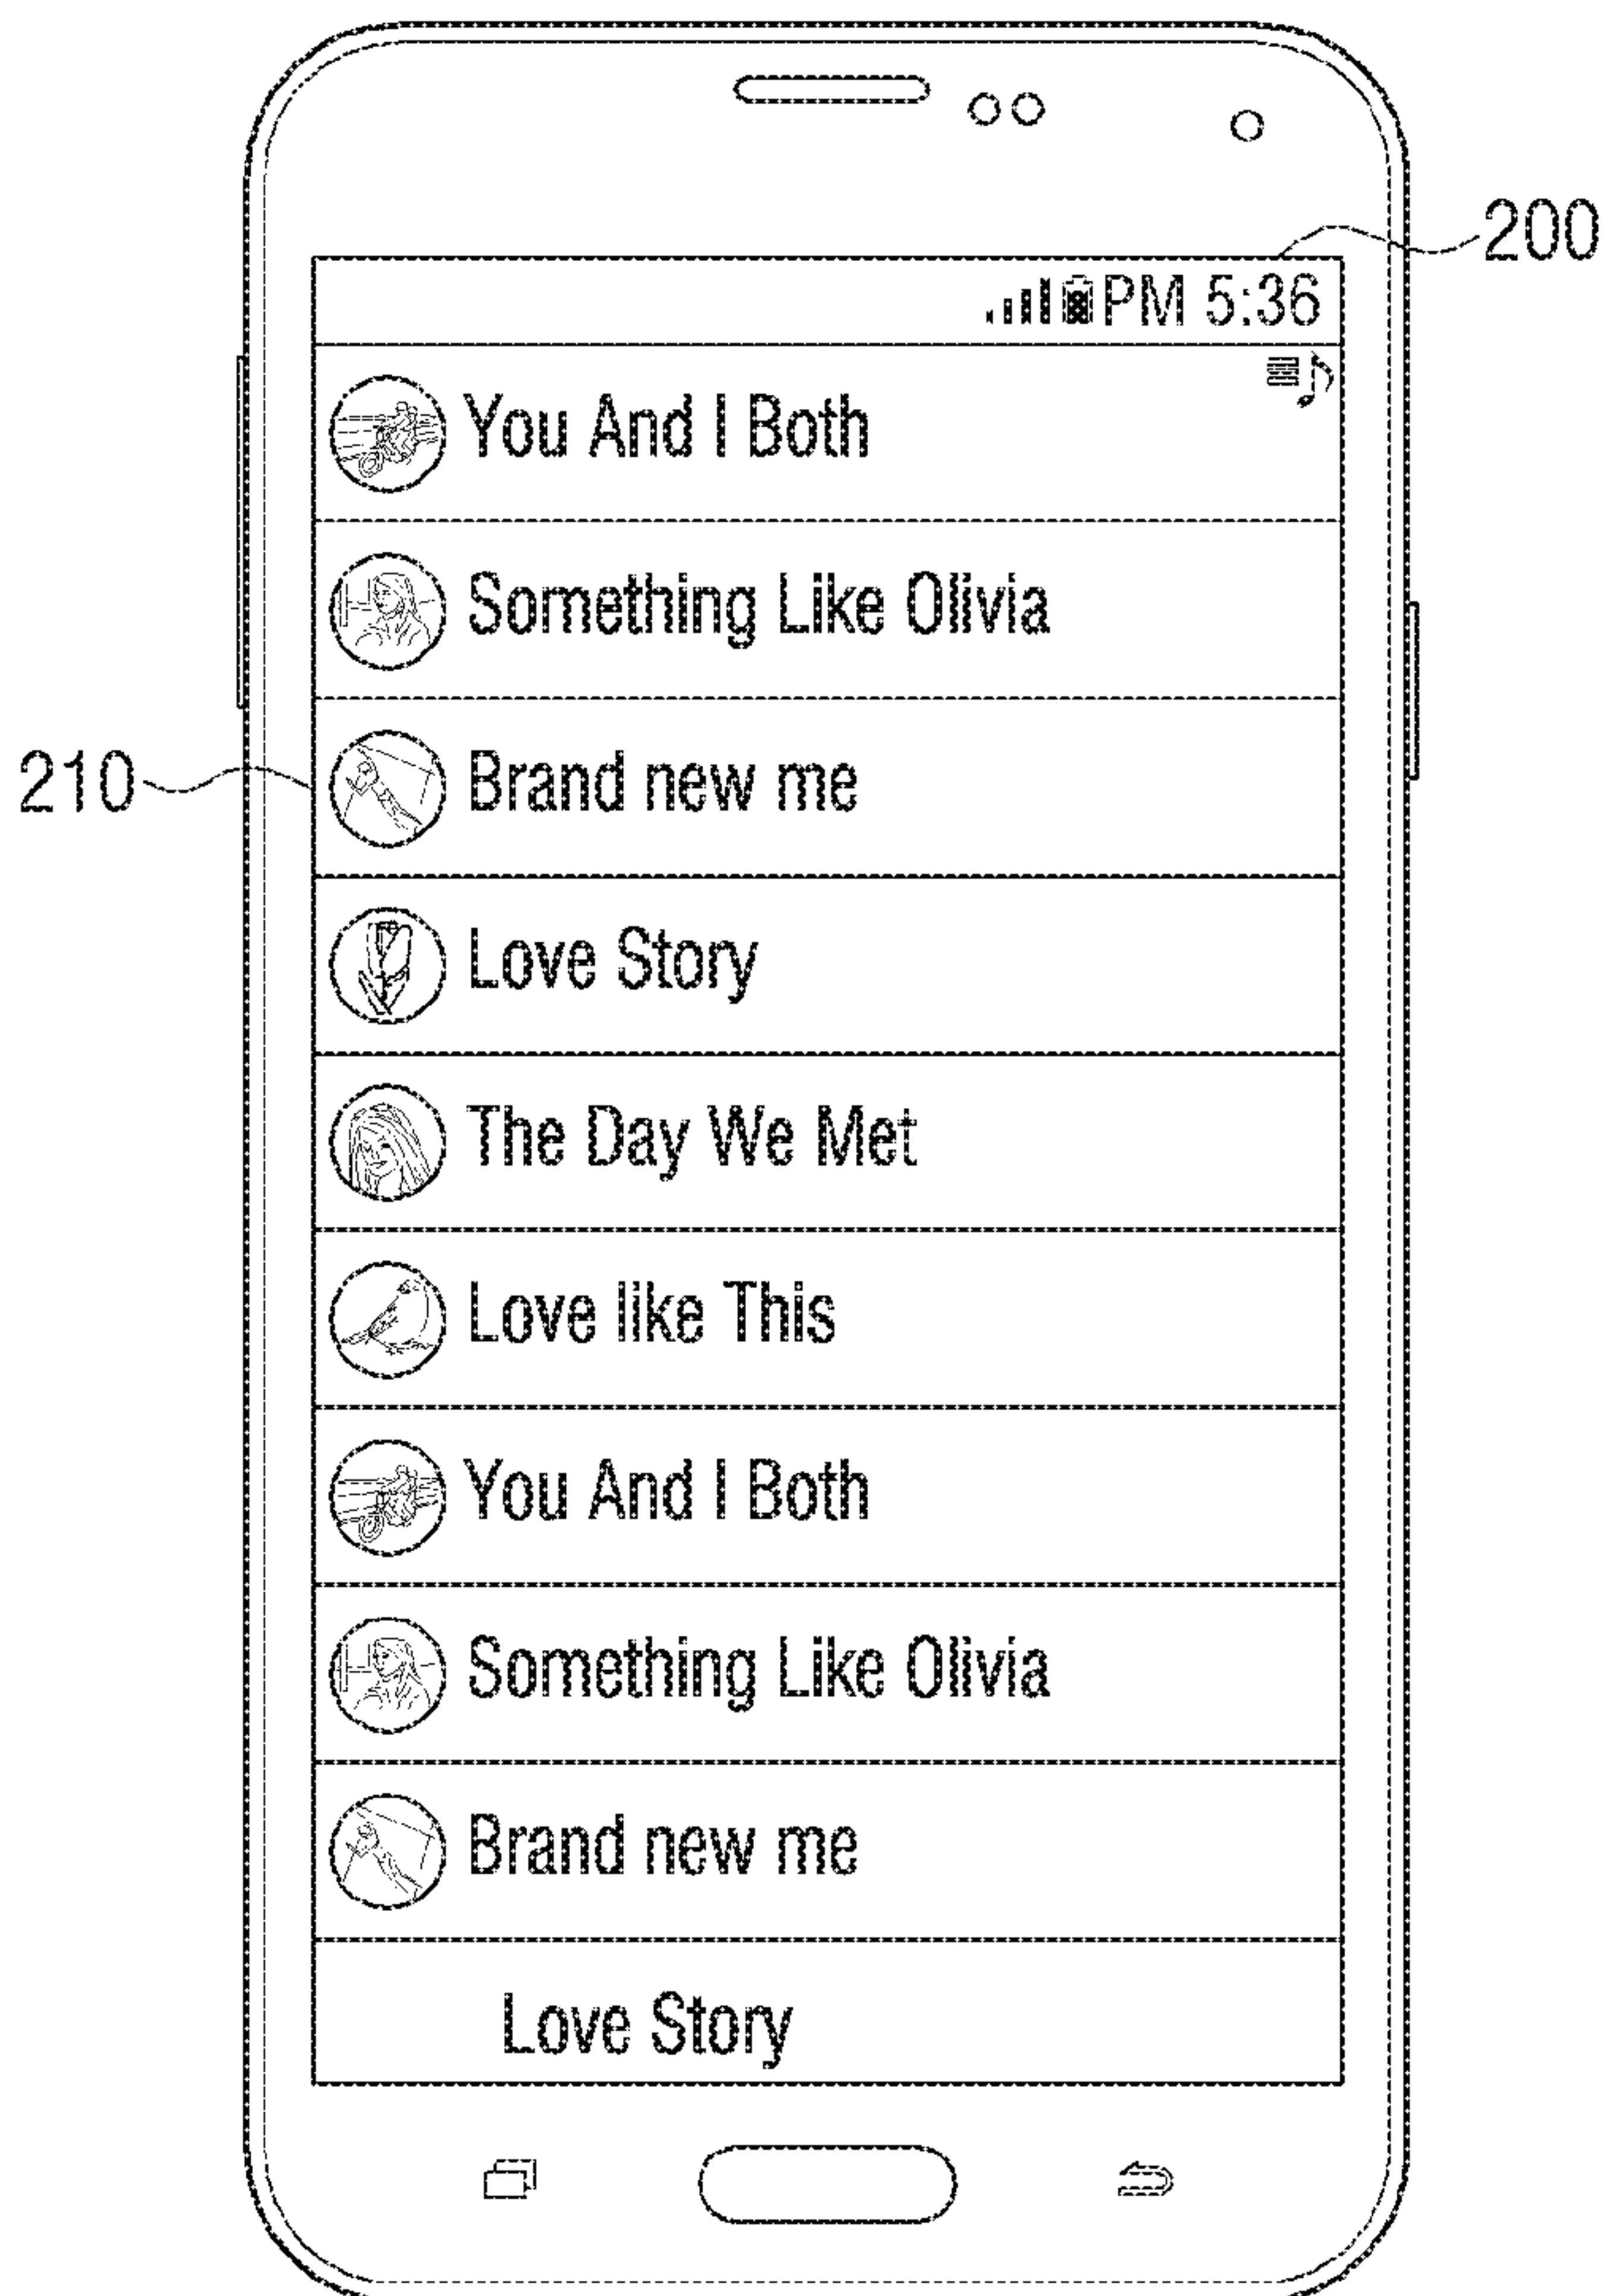 200
PM 5:36
You And I Both
Something Like Olivia
210
Brand new me
Love Story
The Day We Met
Love like This
You And I Both
Something Like Olivia
Brand new me
Love Story